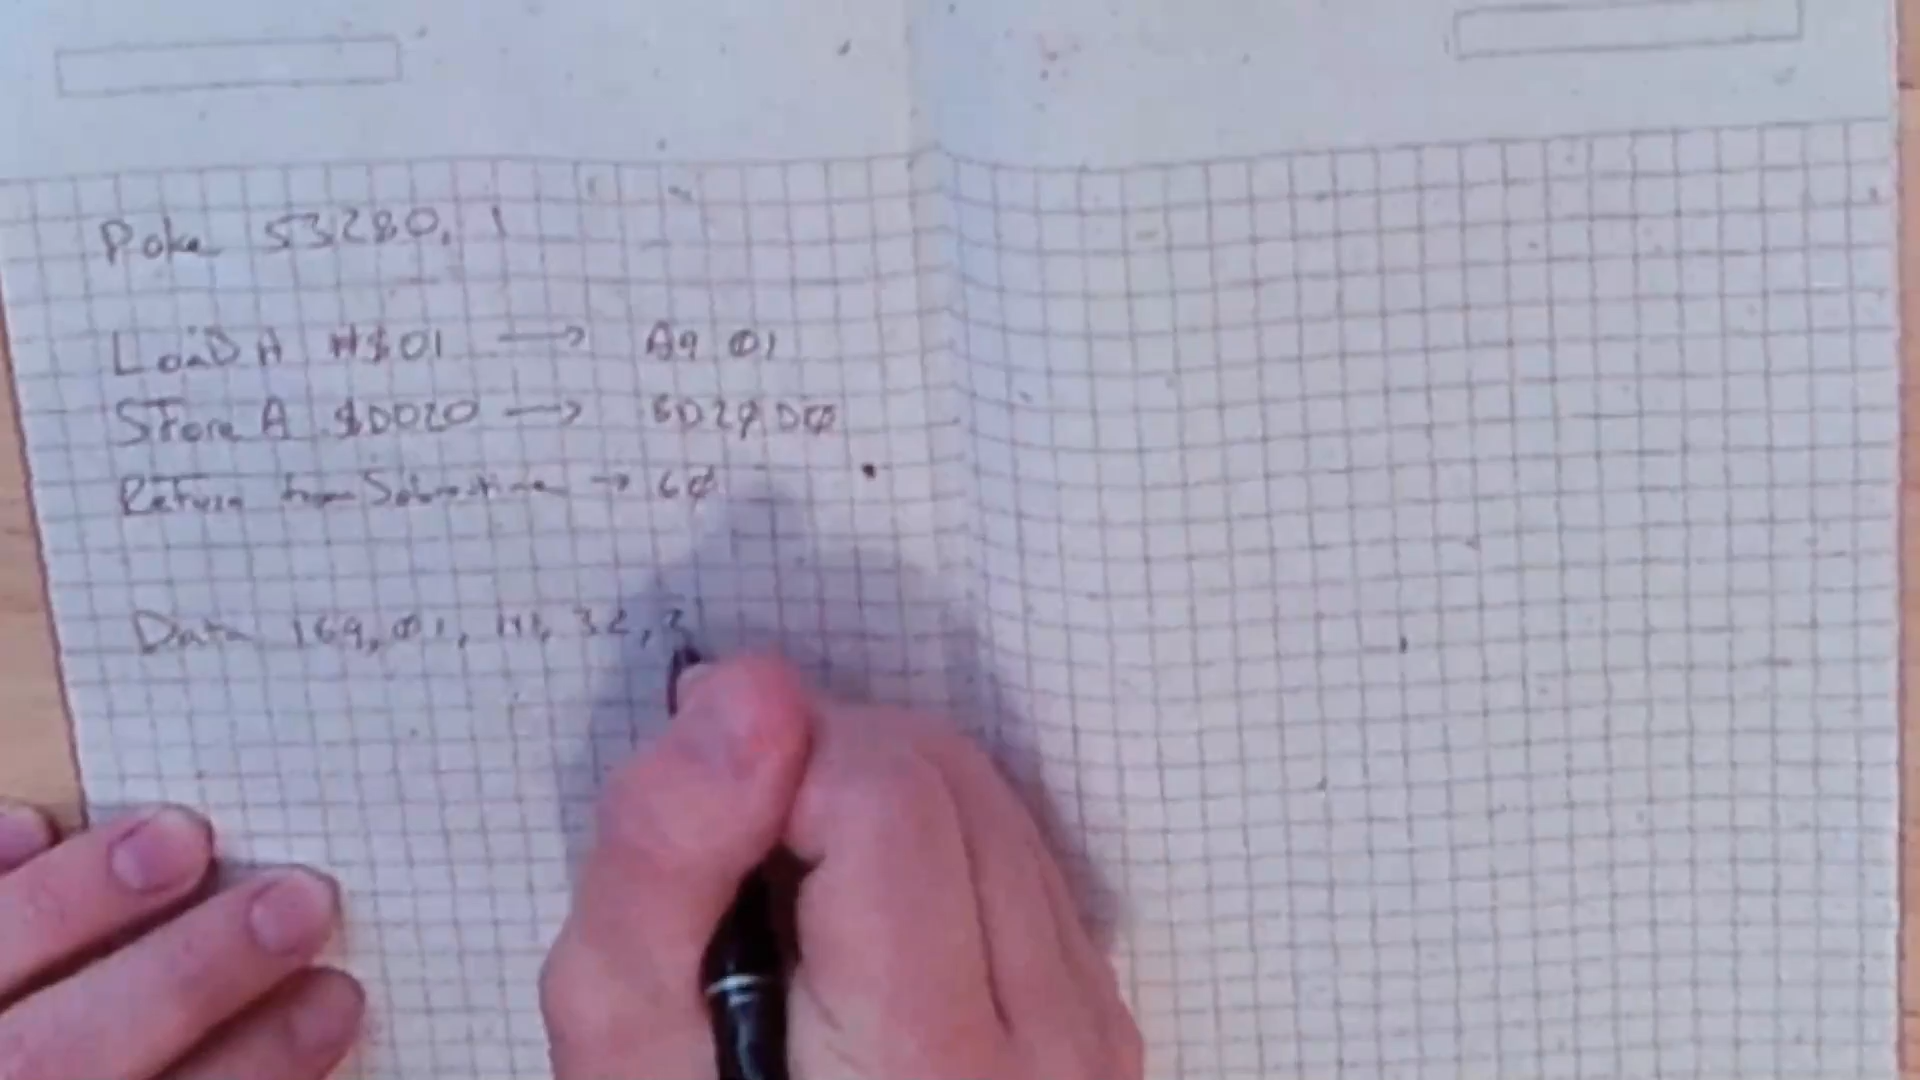 Poke 53280, 1
LoaD A #$01 → A9 01
STore A $D020 → 8D 20 D0
ReTurn from Subroutine → 60
Data 169, 01, 141, 32, 2